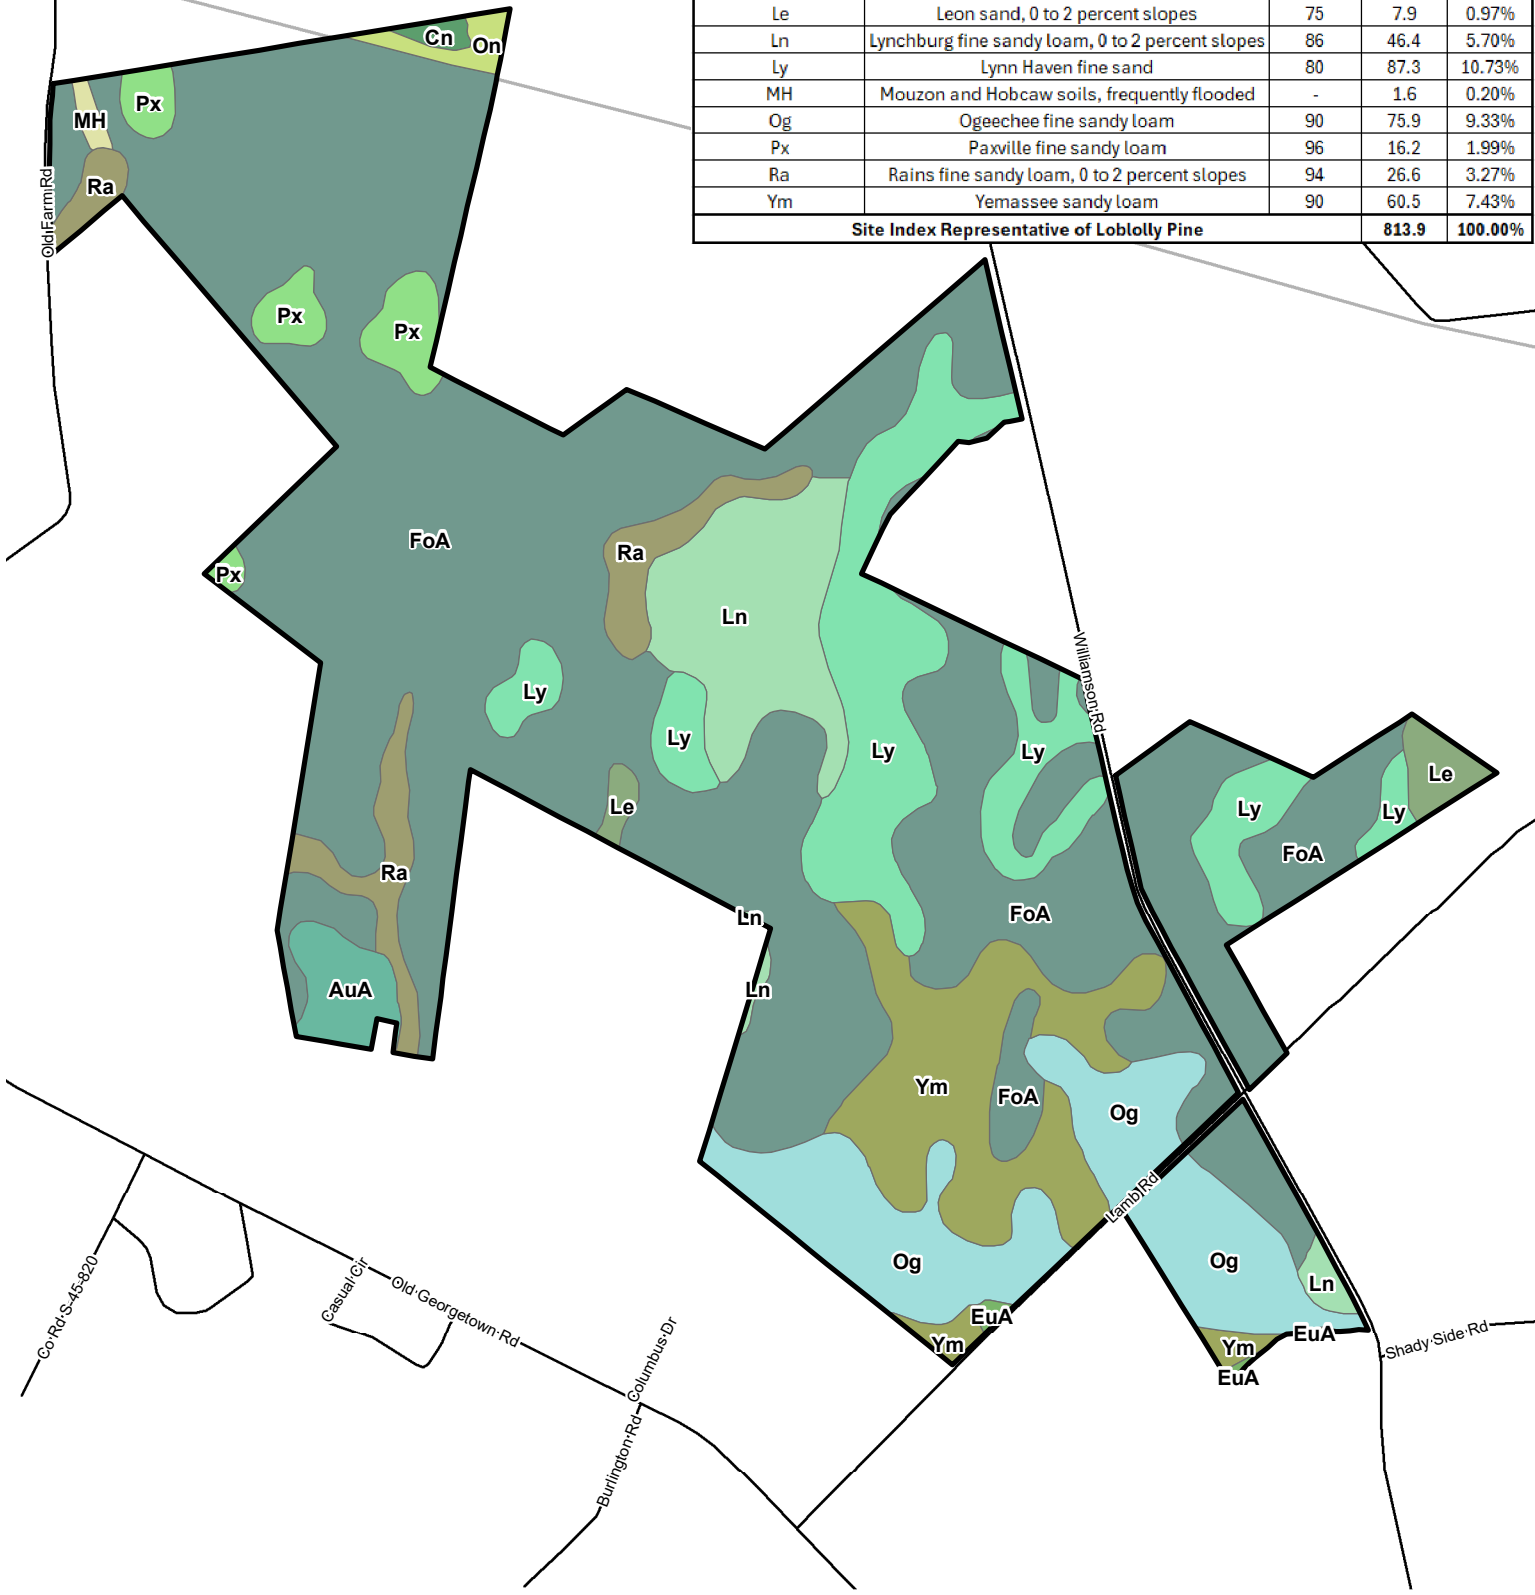 Le Leon sand, 0 to 2 percent slopes 75 7.9 0.97%
Ln Lynchburg fine sandy loam, 0 to 2 percent slopes 86 46.4 5.70%
Ly Lynn Haven fine sand 80 87.3 10.73%
MH Mouzon and Hobcaw soils, frequently flooded - 1.6 0.20%
Og Ogeechee fine sandy loam 90 75.9 9.33%
Px Paxville fine sandy loam 96 16.2 1.99%
Ra Rains fine sandy loam, 0 to 2 percent slopes 94 26.6 3.27%
Ym Yemassee sandy loam 90 60.5 7.43%
Site Index Representative of Loblolly Pine 813.9 100.00%
Cn
On
Px
MH
Ra
Old Farm Rd
Px
Px
FoA
Ra
Px
Ln
Williamson Rd
Ly
Ly
Ly
Ly
Le
Le
Ly
Ly
FoA
Ra
FoA
Ln
Ln
AuA
Ym
FoA
Og
Lamb Rd
Og
Og
Ln
EuA
Ym
EuA
Ym
EuA
Co Rd S-45-820
Casual Cir
Old Georgetown Rd
Columbus Dr
Burlington Rd
Shady Side Rd